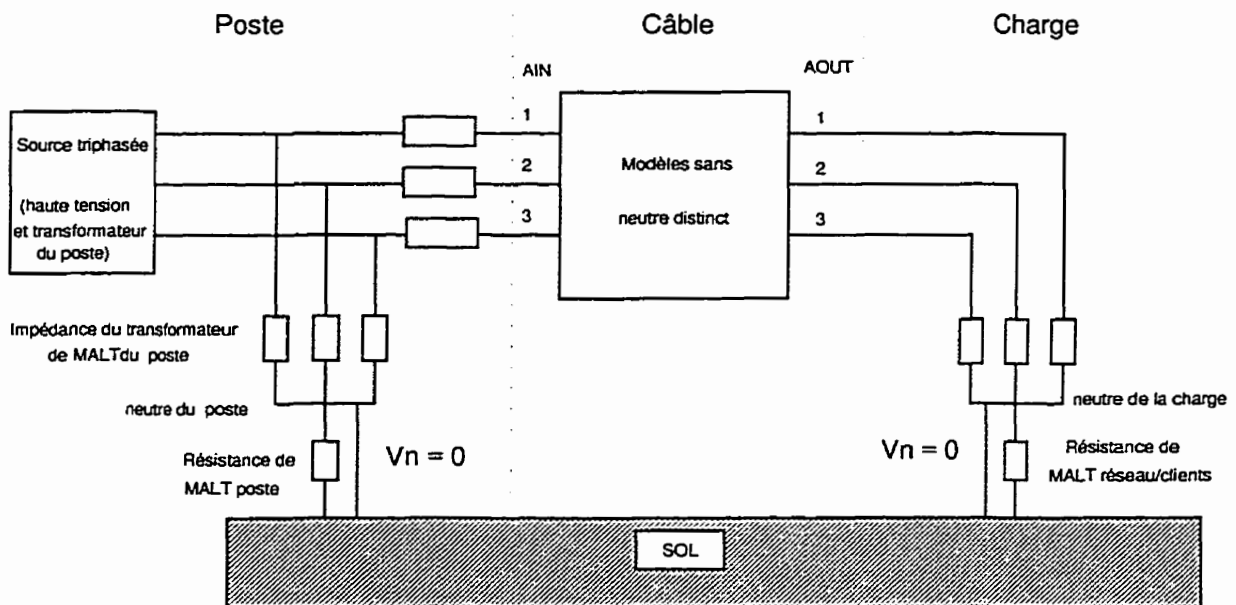 Poste
Câble
Charge
AIN
AOUT
Source triphasée
(haute tension
et transformateur
du poste)
1
2
3
Modèles sans
neutre distinct
1
2
3
Impédance du transformateur
de MALTdu poste
neutre du poste
Résistance de
MALT poste
Vn = 0
Vn = 0
neutre de la charge
Résistance de
MALT réseau/clients
SOL